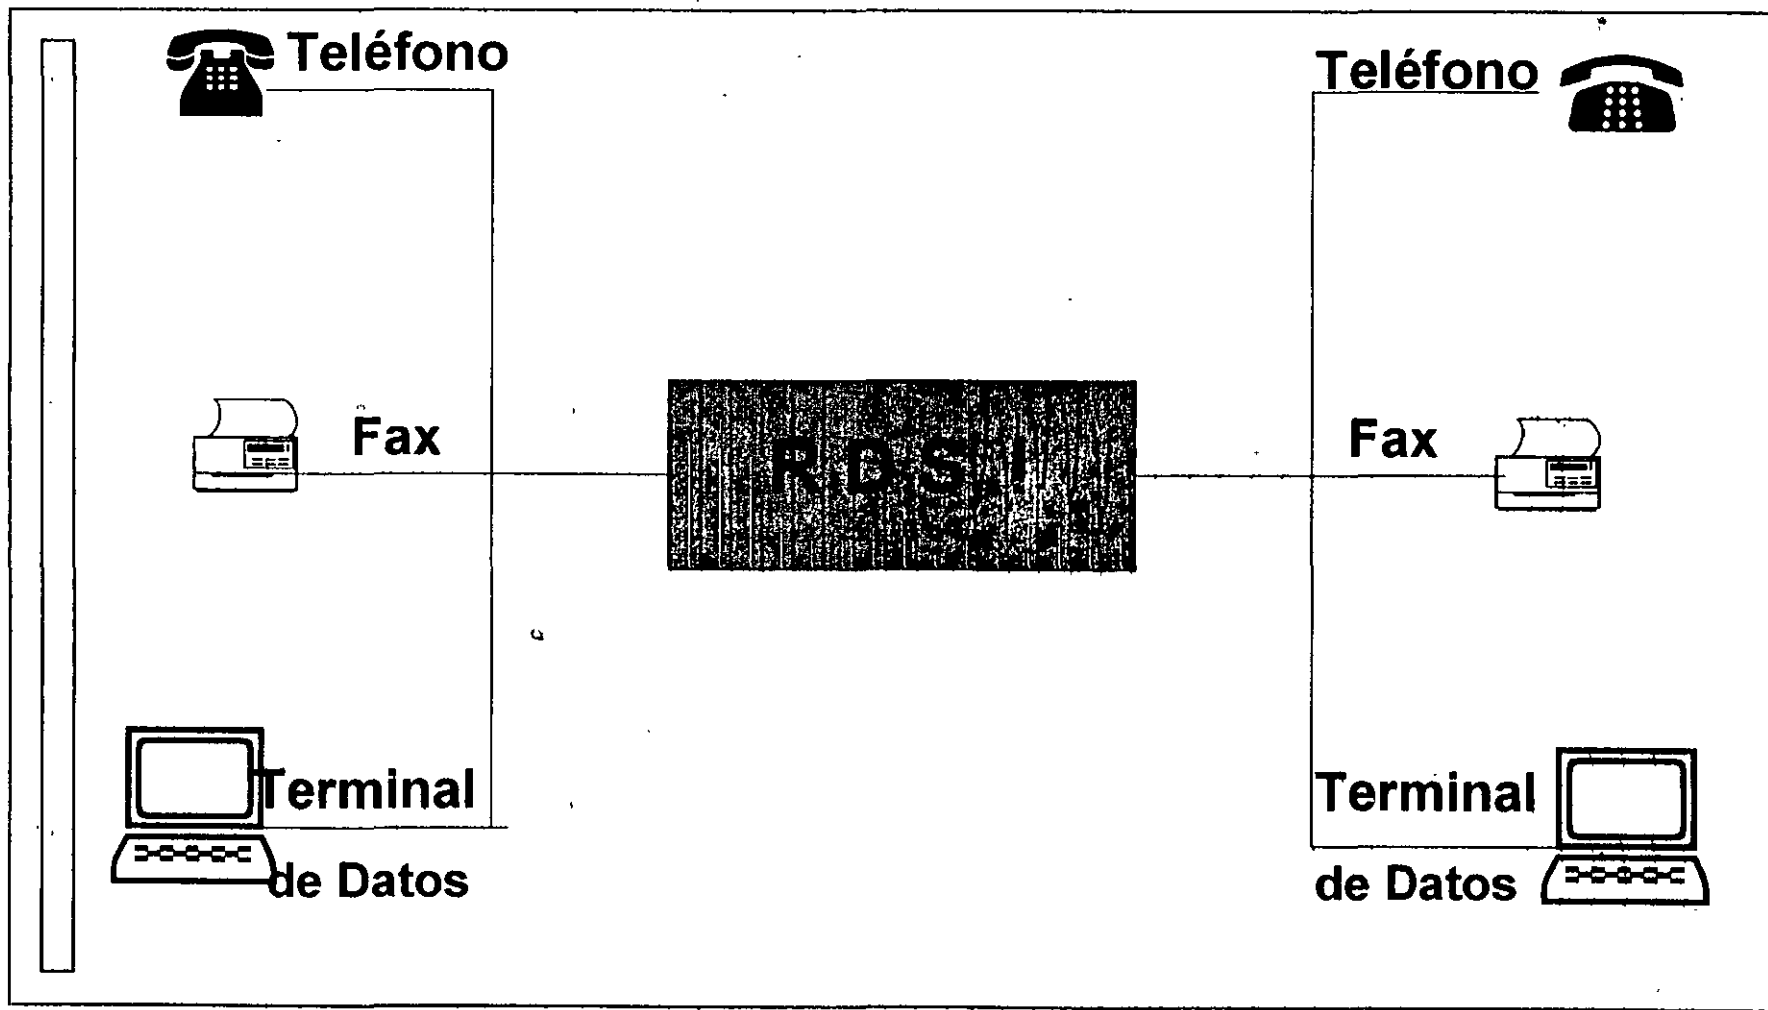 Teléfono
Teléfono
Fax
R.D.S.I.
Fax
Terminal
de Datos
Terminal
de Datos